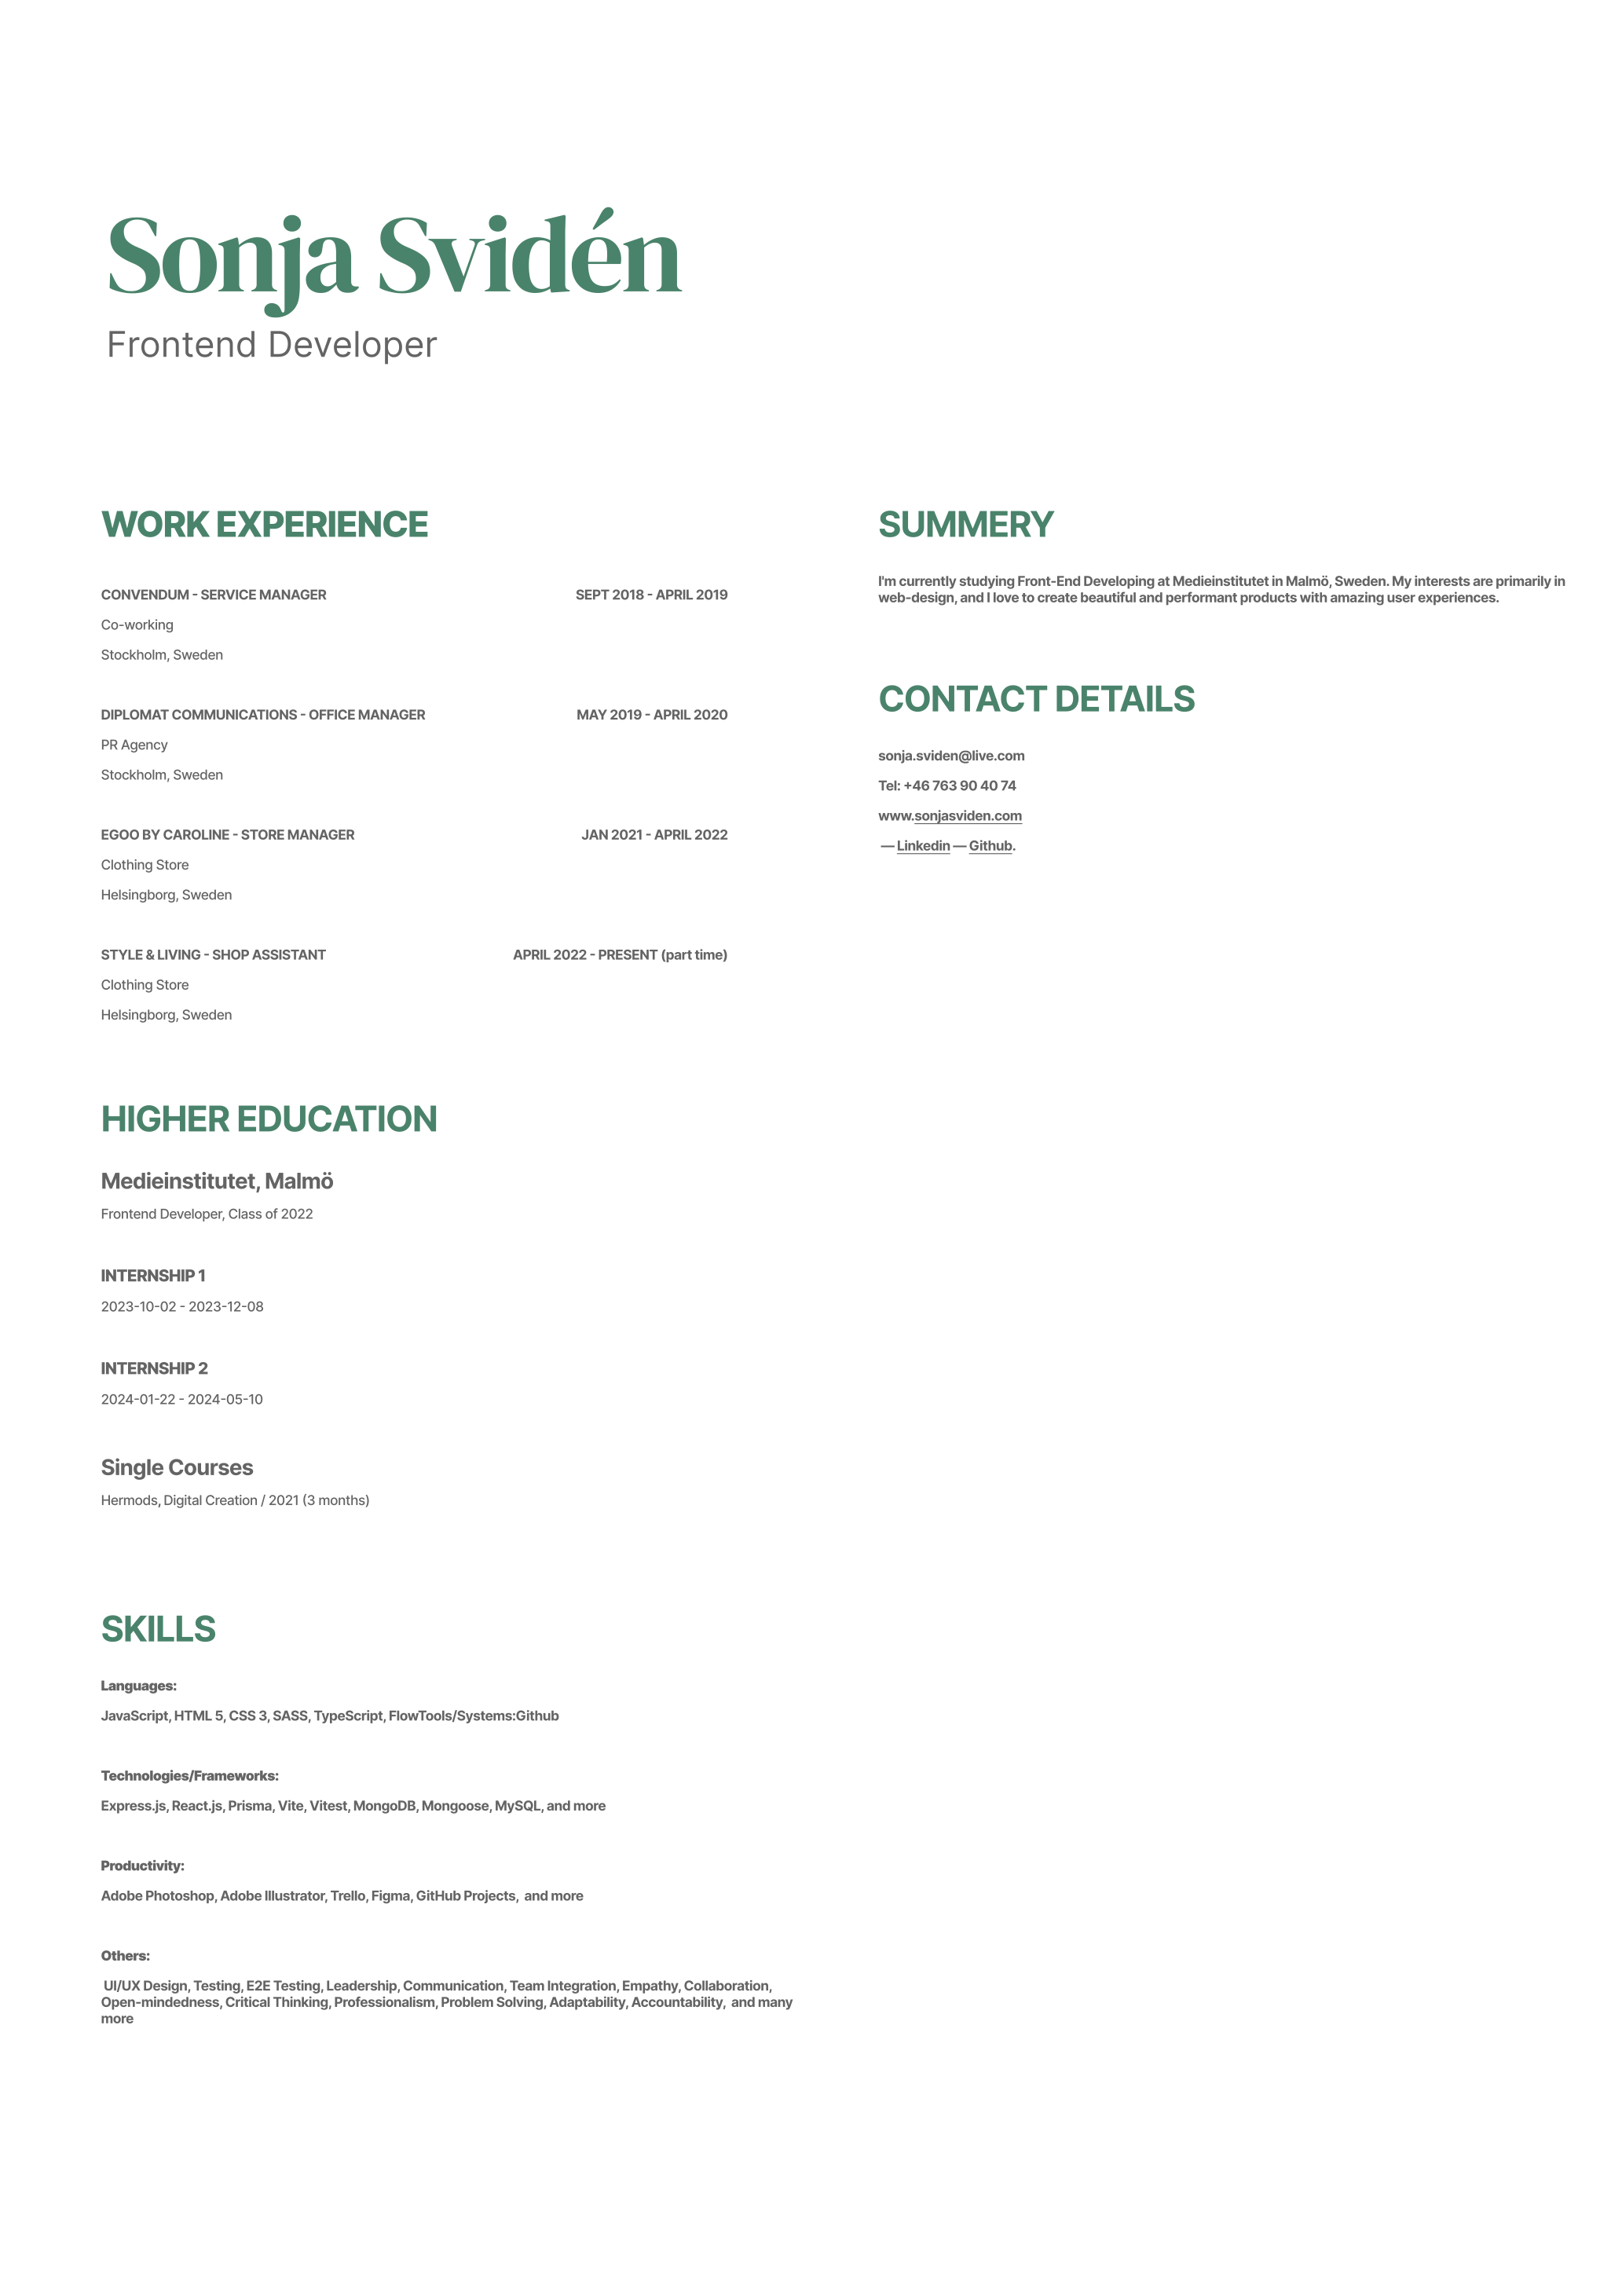 Sonja Svidén
Frontend Developer
WORK EXPERIENCE
CONVENDUM - SERVICE MANAGER SEPT 2018 - APRIL 2019
Co-working
Stockholm, Sweden
DIPLOMAT COMMUNICATIONS - OFFICE MANAGER MAY 2019 - APRIL 2020
PR Agency
Stockholm, Sweden
EGOO BY CAROLINE - STORE MANAGER JAN 2021 - APRIL 2022
Clothing Store
Helsingborg, Sweden
STYLE & LIVING - SHOP ASSISTANT APRIL 2022 - PRESENT (part time)
Clothing Store
Helsingborg, Sweden
HIGHER EDUCATION
Medieinstitutet, Malmö
Frontend Developer, Class of 2022
INTERNSHIP 1
2023-10-02 - 2023-12-08
INTERNSHIP 2
2024-01-22 - 2024-05-10
Single Courses
Hermods, Digital Creation / 2021 (3 months)
SKILLS
Languages:
JavaScript, HTML 5, CSS 3, SASS, TypeScript, FlowTools/Systems:Github
Technologies/Frameworks:
Express.js, React.js, Prisma, Vite, Vitest, MongoDB, Mongoose, MySQL, and more
Productivity:
Adobe Photoshop, Adobe Illustrator, Trello, Figma, GitHub Projects, and more
Others:
UI/UX Design, Testing, E2E Testing, Leadership, Communication, Team Integration, Empathy, Collaboration,
Open-mindedness, Critical Thinking, Professionalism, Problem Solving, Adaptability, Accountability, and many
more
SUMMERY
I'm currently studying Front-End Developing at Medieinstitutet in Malmö, Sweden. My interests are primarily in
web-design, and I love to create beautiful and performant products with amazing user experiences.
CONTACT DETAILS
sonja.sviden@live.com
Tel: +46 763 90 40 74
www.sonjasviden.com
— Linkedin — Github.